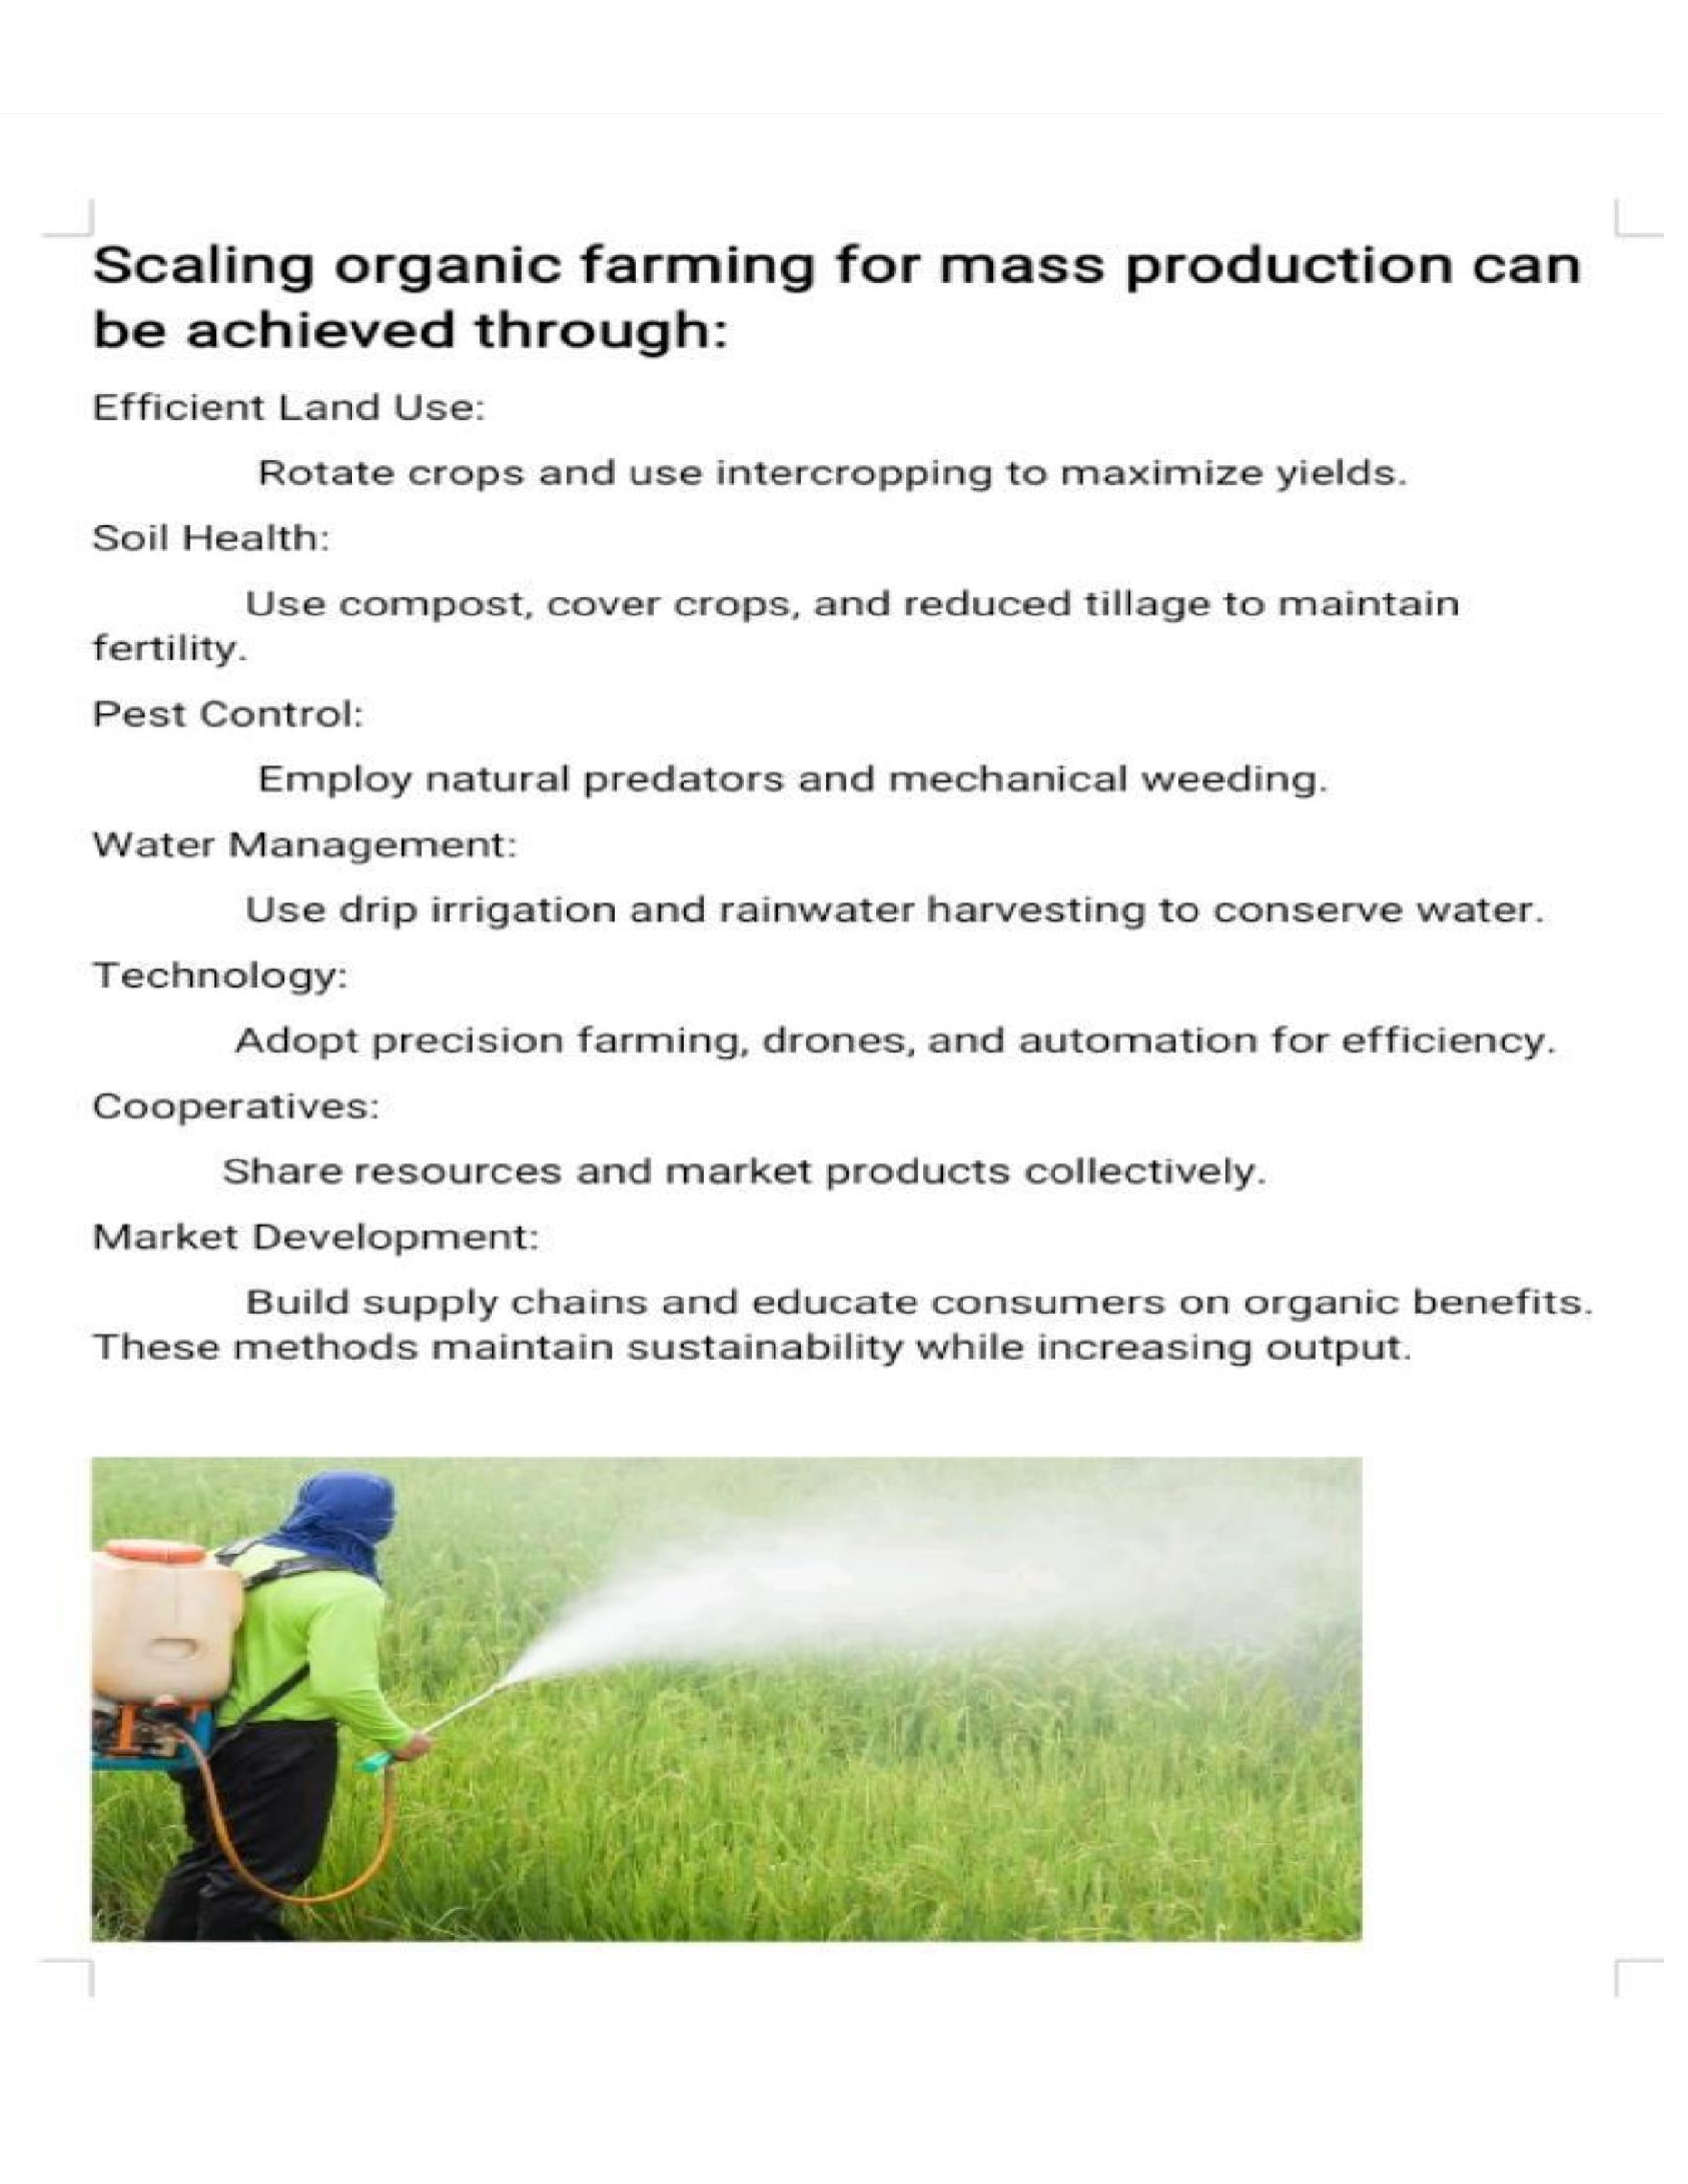 Scaling organic farming for mass production can
be achieved through:
Efficient Land Use:
Rotate crops and use intercropping to maximize yields.
Soil Health:
Use compost, cover crops, and reduced tillage to maintain
fertility.
Pest Control:
Employ natural predators and mechanical weeding.
Water Management:
Use drip irrigation and rainwater harvesting to conserve water.
Technology:
Adopt precision farming, drones, and automation for efficiency.
Cooperatives:
Share resources and market products collectively.
Market Development:
Build supply chains and educate consumers on organic benefits.
These methods maintain sustainability while increasing output.